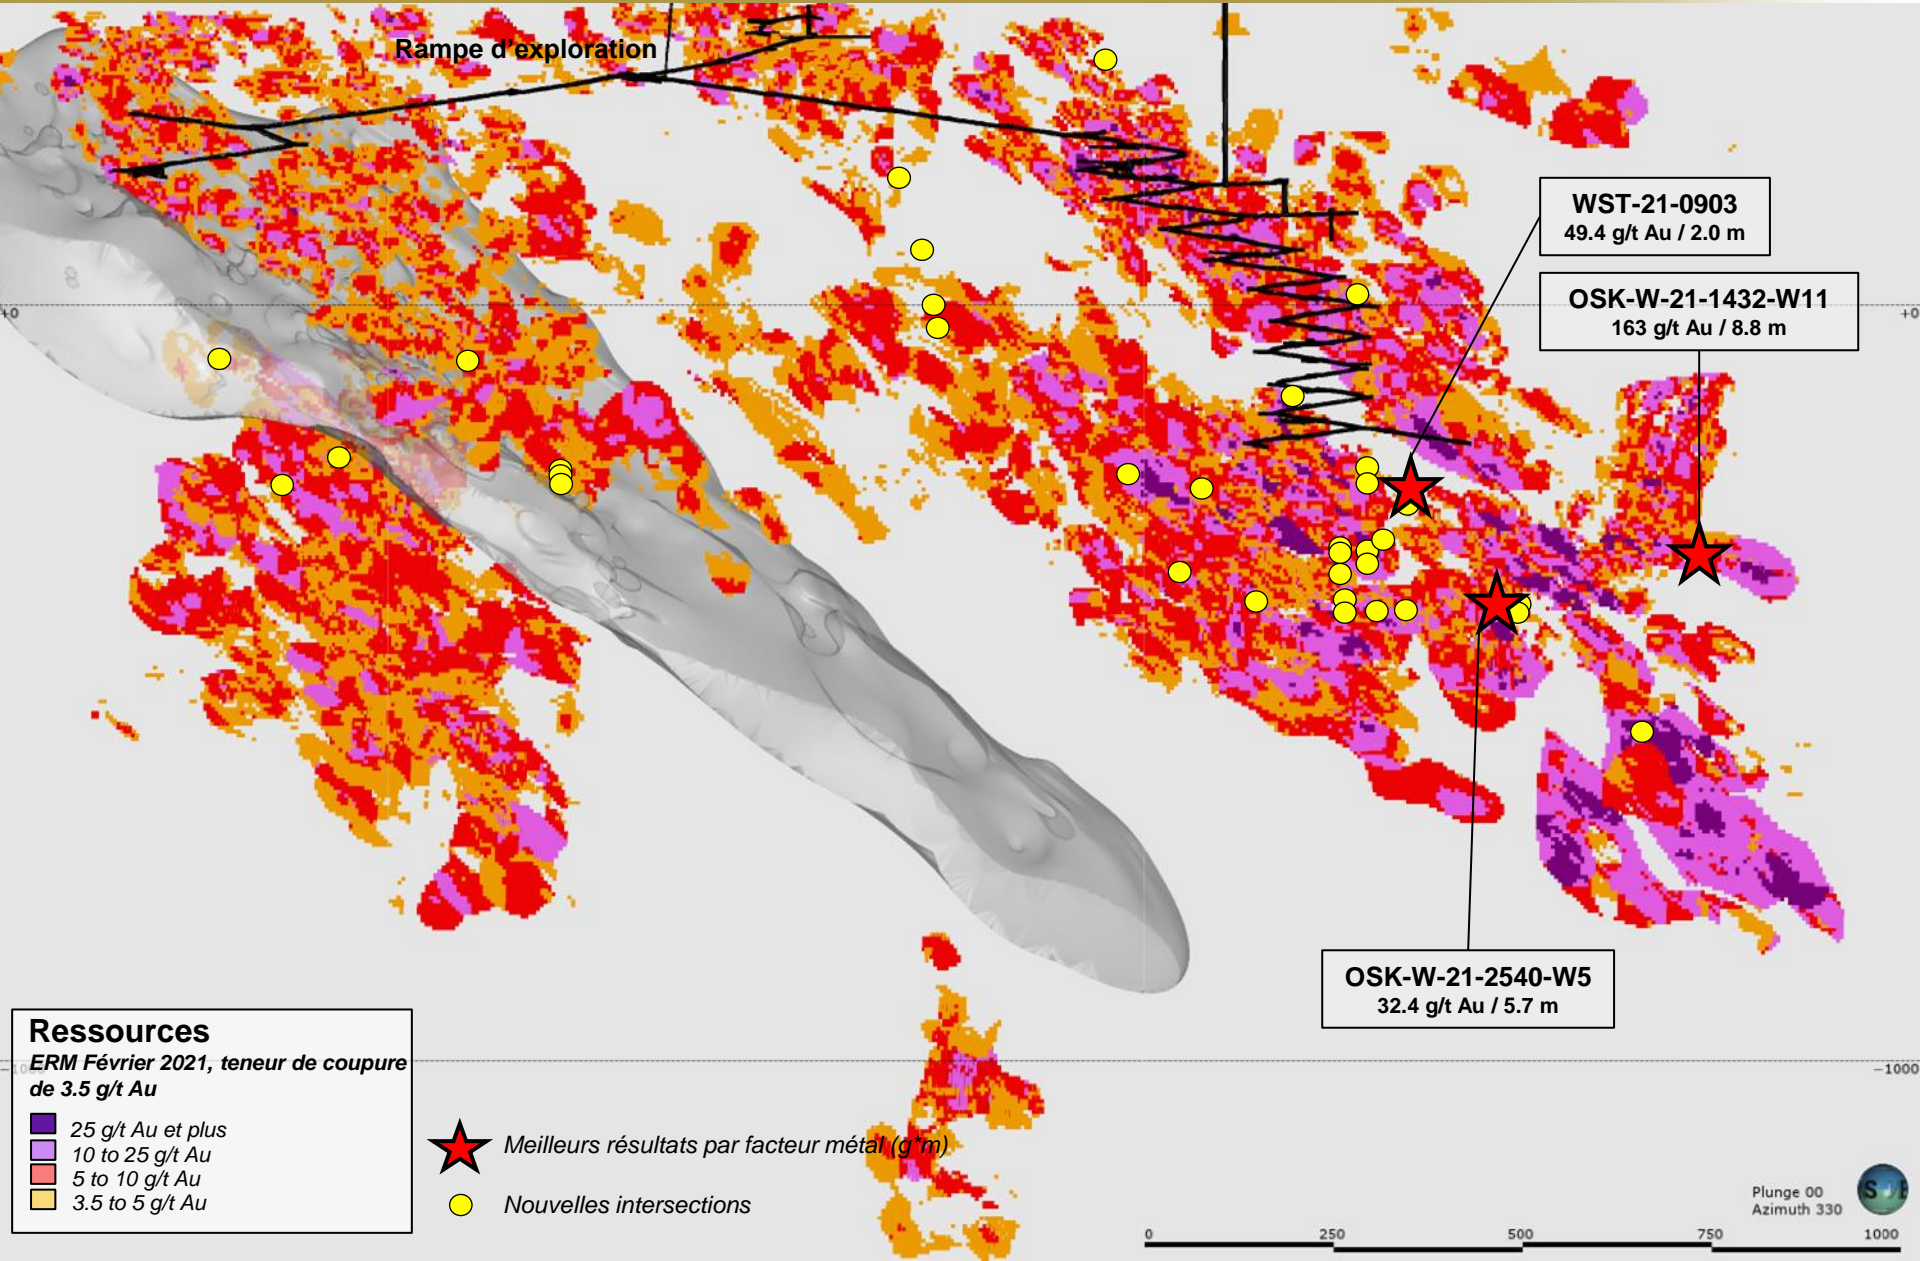 Rampe d'exploration
WST-21-0903
49.4 g/t Au / 2.0 m
OSK-W-21-1432-W11
163 g/t Au / 8.8 m
+0
+0
OSK-W-21-2540-W5
32.4 g/t Au / 5.7 m
Ressources
ERM Février 2021, teneur de coupure
de 3.5 g/t Au
25 g/t Au et plus
10 to 25 g/t Au
5 to 10 g/t Au
3.5 to 5 g/t Au
−1000
−1000
Meilleurs résultats par facteur métal (g*m)
Nouvelles intersections
Plunge 00
Azimuth 330
0 250 500 750 1000